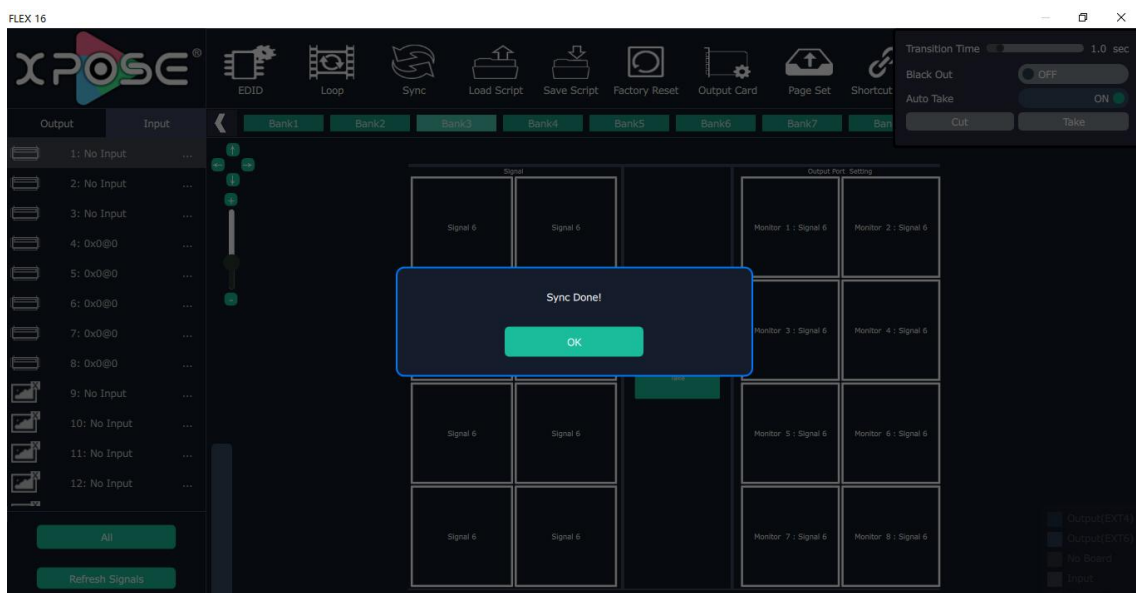 FLEX 16
XPOSE®
EDID
Loop
Sync
Load Script
Save Script
Factory Reset
Output Card
Page Set
Shortcut
Transition Time 1.0 sec
Black Out OFF
Auto Take ON
Cut Take
Output Input
Bank1 Bank2 Bank3 Bank4 Bank5 Bank6 Bank7 Ban
1: No Input ...
2: No Input ...
3: No Input ...
4: 0x0@0 ...
5: 0x0@0 ...
6: 0x0@0 ...
7: 0x0@0 ...
8: 0x0@0 ...
9: No Input ...
10: No Input ...
11: No Input ...
12: No Input ...
All
Refresh Signals
Signal
Signal 6 Signal 6
Signal 6 Signal 6
Signal 6 Signal 6
Output Port Setting
Monitor 1 : Signal 6 Monitor 2 : Signal 6
Monitor 3 : Signal 6 Monitor 4 : Signal 6
Monitor 5 : Signal 6 Monitor 6 : Signal 6
Monitor 7 : Signal 6 Monitor 8 : Signal 6
Sync Done!
OK
Output(EXT4)
Output(EXT6)
No Board
Input